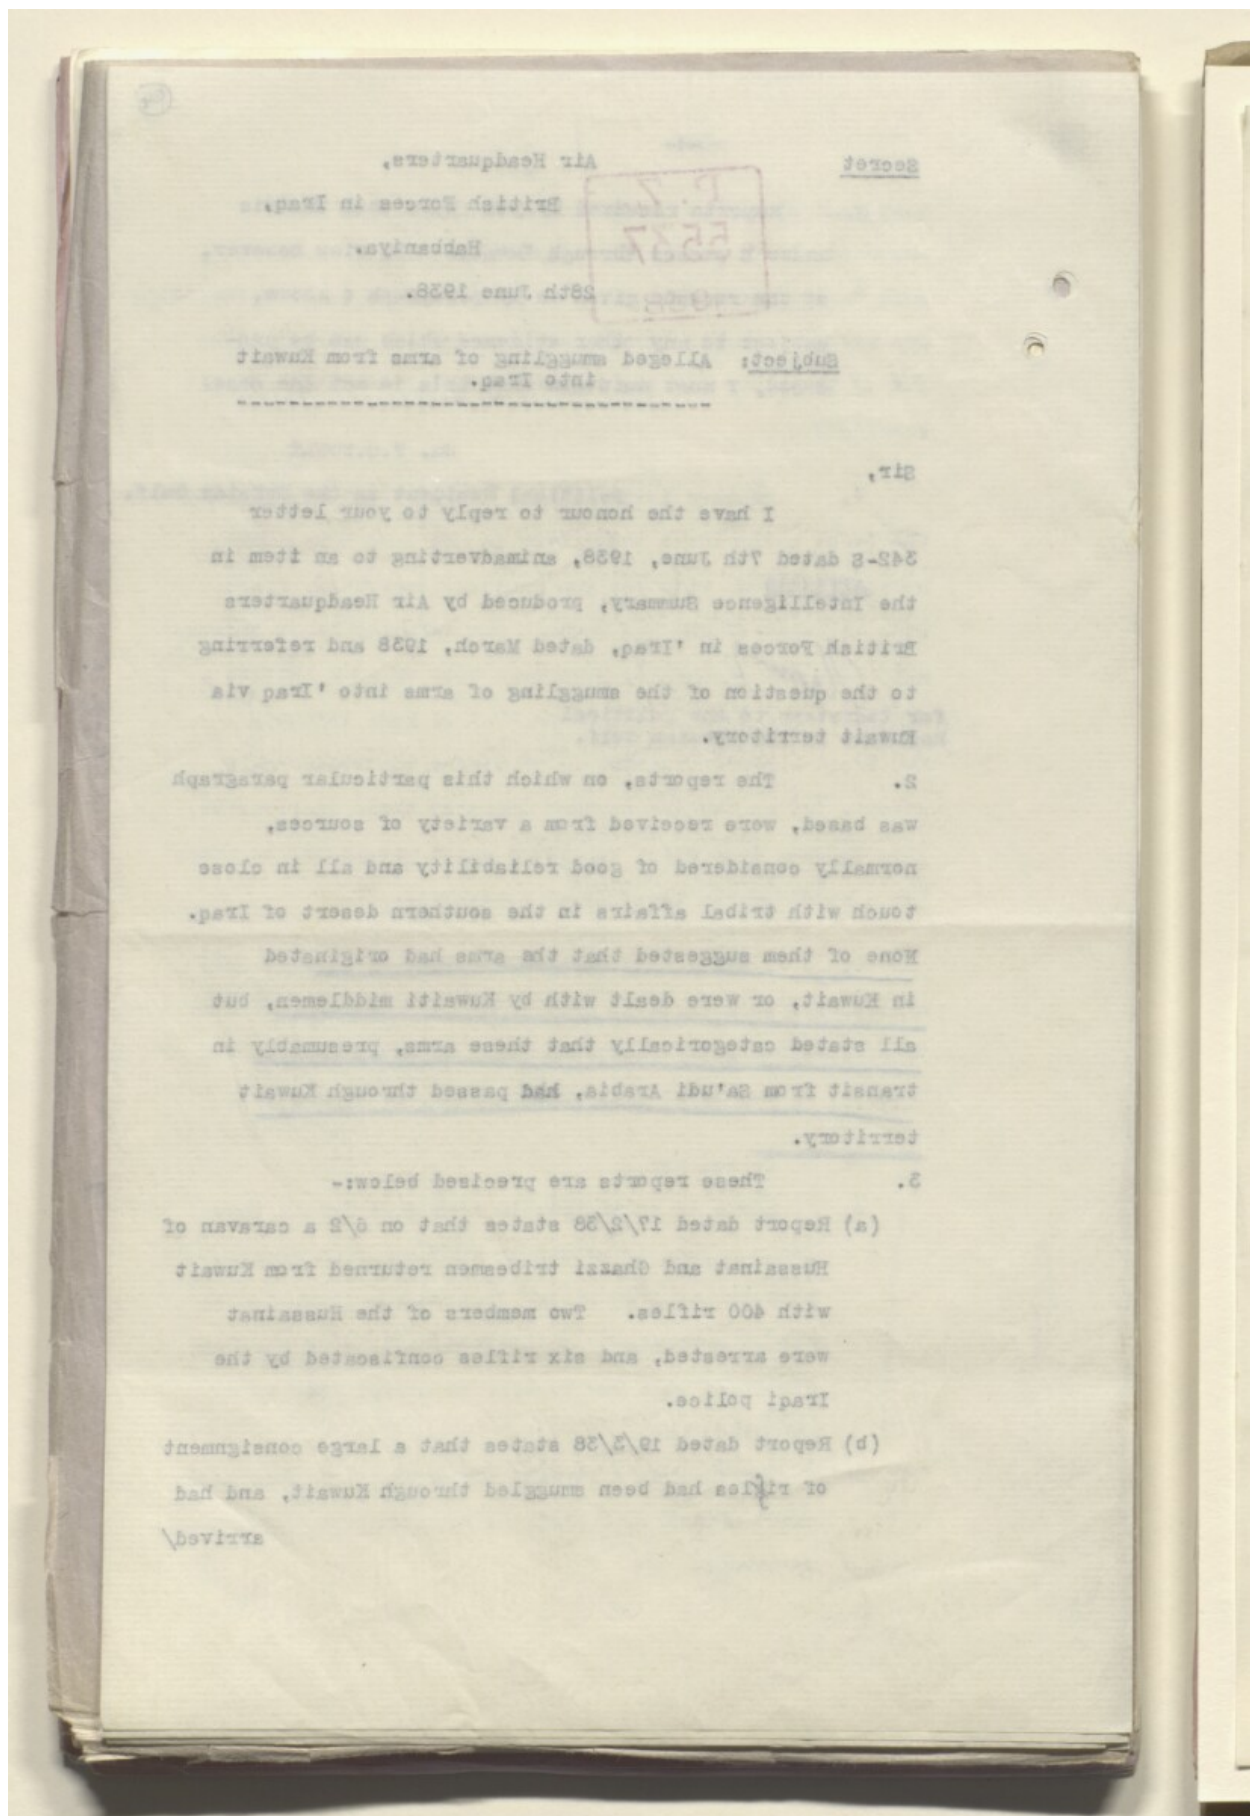 Secret
Air Headquarters,
British Forces in Iraq,
Habbaniya.
28th June 1938.
P.Z.
5537
Subject: Alleged smuggling of arms from Kuwait
into Iraq.
Sir,
I have the honour to reply to your letter
342-S dated 7th June, 1938, animadverting to an item in
the Intelligence Summary, produced by Air Headquarters
British Forces in 'Iraq, dated March, 1938 and referring
to the question of the smuggling of arms into 'Iraq via
Kuwait territory.
2. The reports, on which this particular paragraph
was based, were received from a variety of sources,
normally considered of good reliability and all in close
touch with tribal affairs in the southern desert of Iraq.
None of them suggested that the arms had originated
in Kuwait, or were dealt with by Kuwaiti middlemen, but
all stated categorically that these arms, presumably in
transit from Sa'udi Arabia, had passed through Kuwait
territory.
3. These reports are precised below:-
(a) Report dated 17/2/38 states that on 6/2 a caravan of
Hussainat and Ghazzi tribesmen returned from Kuwait
with 400 rifles. Two members of the Hussainat
were arrested, and six rifles confiscated by the
Iraqi police.
(b) Report dated 19/3/38 states that a large consignment
of rifles had been smuggled through Kuwait, and had
arrived/